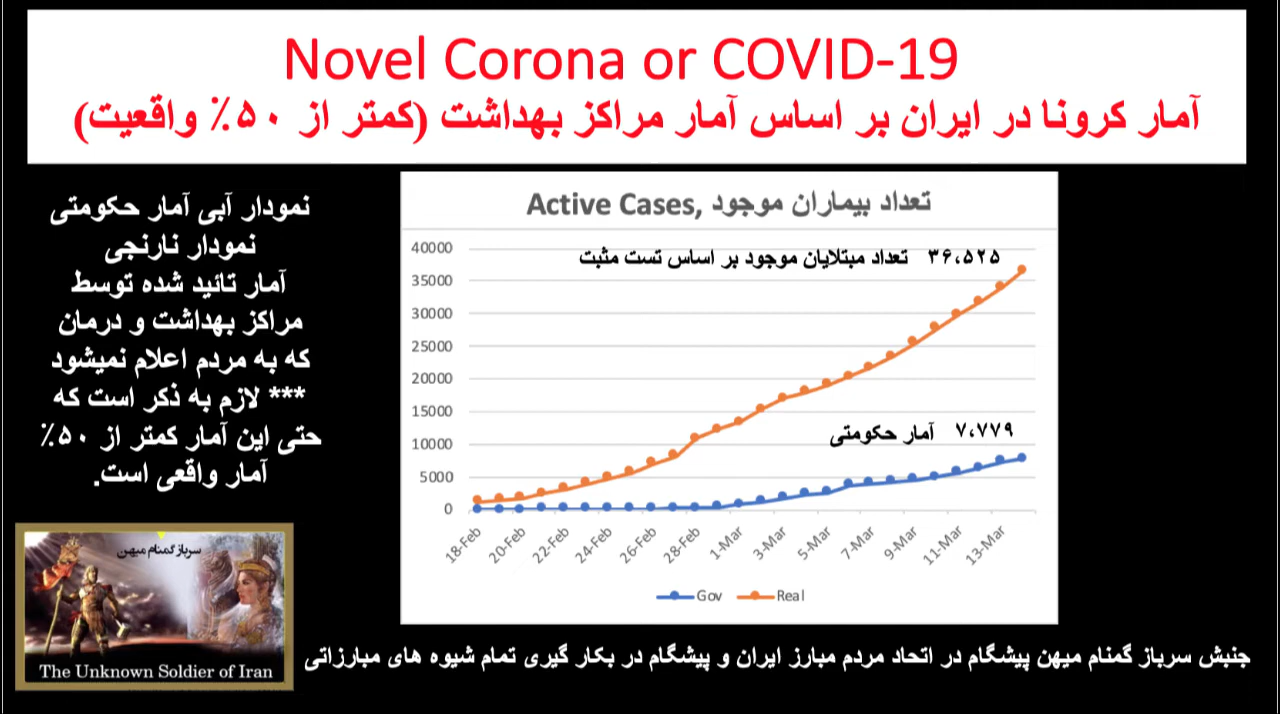 Novel Corona or COVID-19
آمار کرونا در ایران بر اساس آمار مراکز بهداشت (کمتر از ۵۰٪ واقعیت)
نمودار آبی آمار حکومتی
نمودار نارنجی
آمار تائید شده توسط
مراکز بهداشت و درمان
که به مردم اعلام نمیشود
*** لازم به ذکر است که
حتی این آمار کمتر از ۵۰٪
آمار واقعی است.
Active Cases, تعداد بیماران موجود
40000
35000
30000
25000
20000
15000
10000
5000
0
۳۶،۵۲۵ تعداد مبتلایان موجود بر اساس تست مثبت
۷،۷۷۹ آمار حکومتی
18-Feb
20-Feb
22-Feb
24-Feb
26-Feb
28-Feb
1-Mar
3-Mar
5-Mar
7-Mar
9-Mar
11-Mar
13-Mar
Gov
Real
سرباز گمنام میهن
The Unknown Soldier of Iran
جنبش سرباز گمنام میهن پیشگام در اتحاد مردم مبارز ایران و پیشگام در بکار گیری تمام شیوه های مبارزاتی